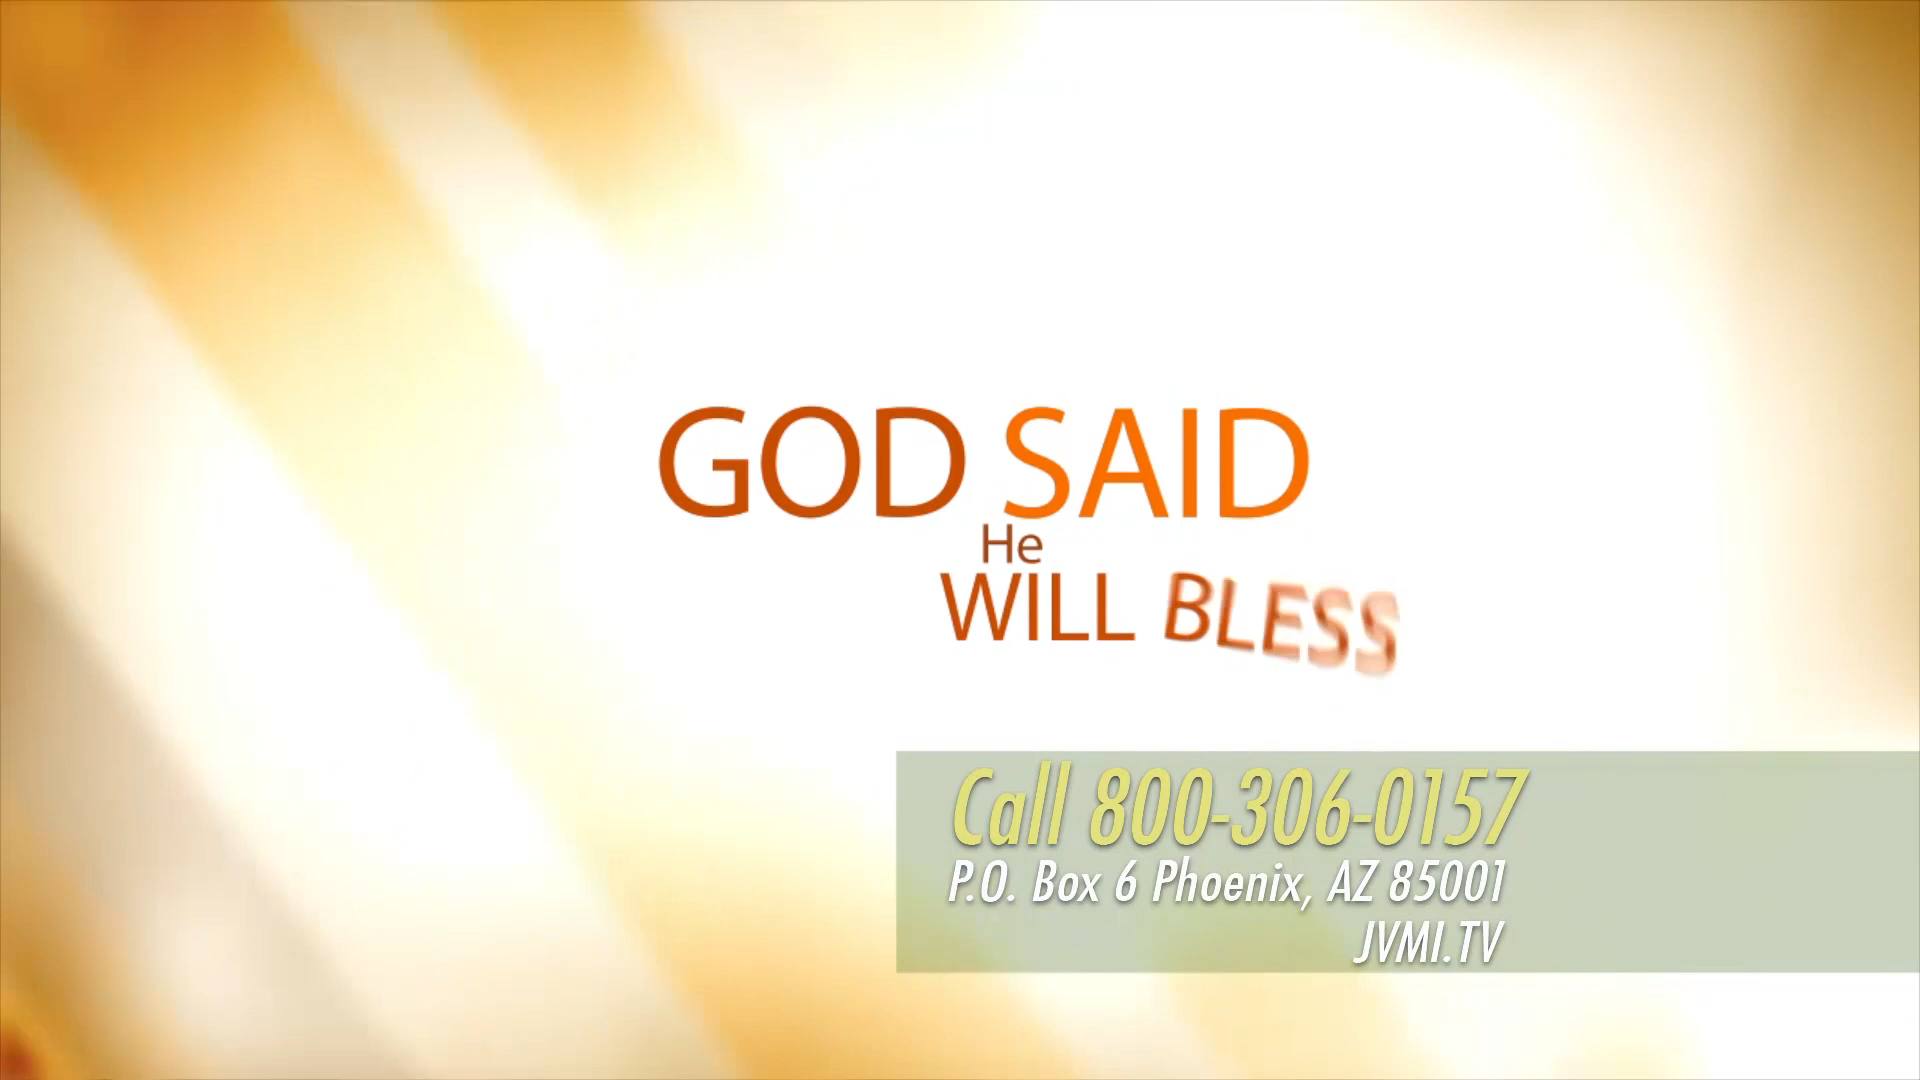 GOD SAID
He
WILL BLESS
Call 800-306-0157
P.O. Box 6 Phoenix, AZ 85001
JVMI.TV